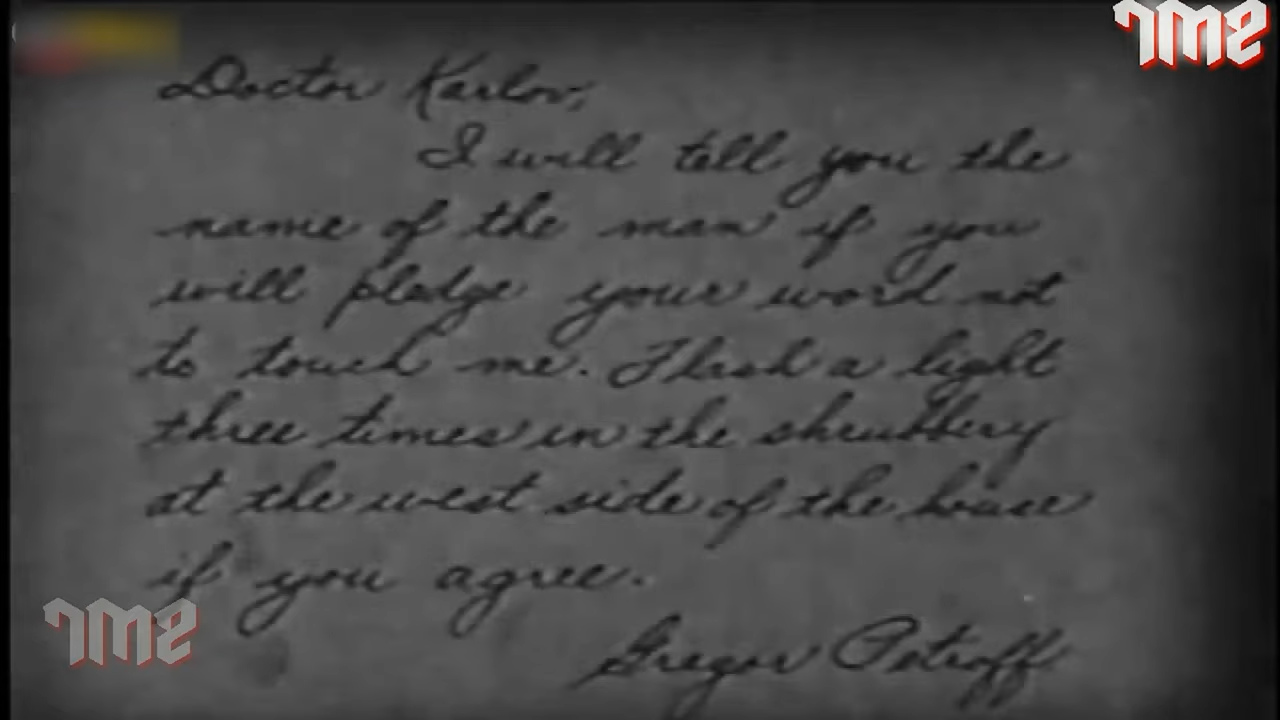 Doctor Karlov,
I will tell you the
name of the man if you
will pledge your word not
to touch me. Flash a light
three times in the shrubbery
at the west side of the house
if you agree.
Gregor Petroff